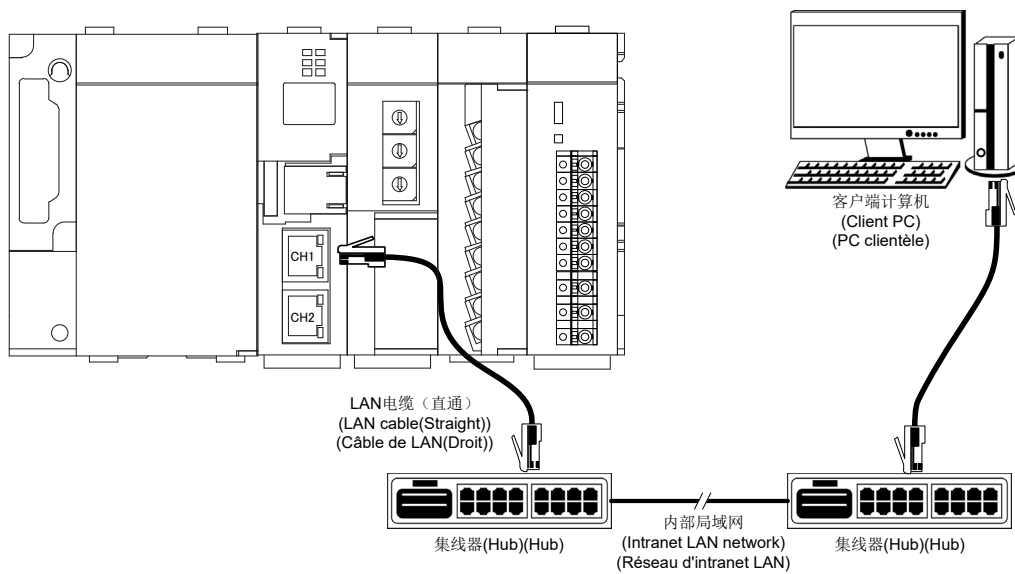 CH1
CH2
客户端计算机
(Client PC)
(PC clientèle)
LAN电缆（直通）
(LAN cable(Straight))
(Câble de LAN(Droit))
集线器(Hub)(Hub)
内部局域网
(Intranet LAN network)
(Réseau d'intranet LAN)
集线器(Hub)(Hub)